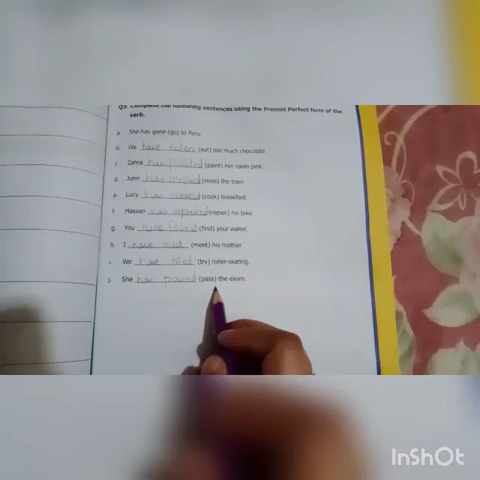 Q3. Complete the following sentences using the Present Perfect form of the
verb.
a. She has gone (go) to Peru.
b. We have eaten (eat) too much chocolate.
c. Zahra has painted (paint) her room pink.
d. John has missed (miss) the train.
e. Lucy has cooked (cook) breakfast.
f. Hassan has repaired (repair) his bike.
g. You have found (find) your wallet.
h. I have met (meet) his mother.
i. We have tried (try) roller-skating.
j. She has passed (pass) the exam.
InShOt